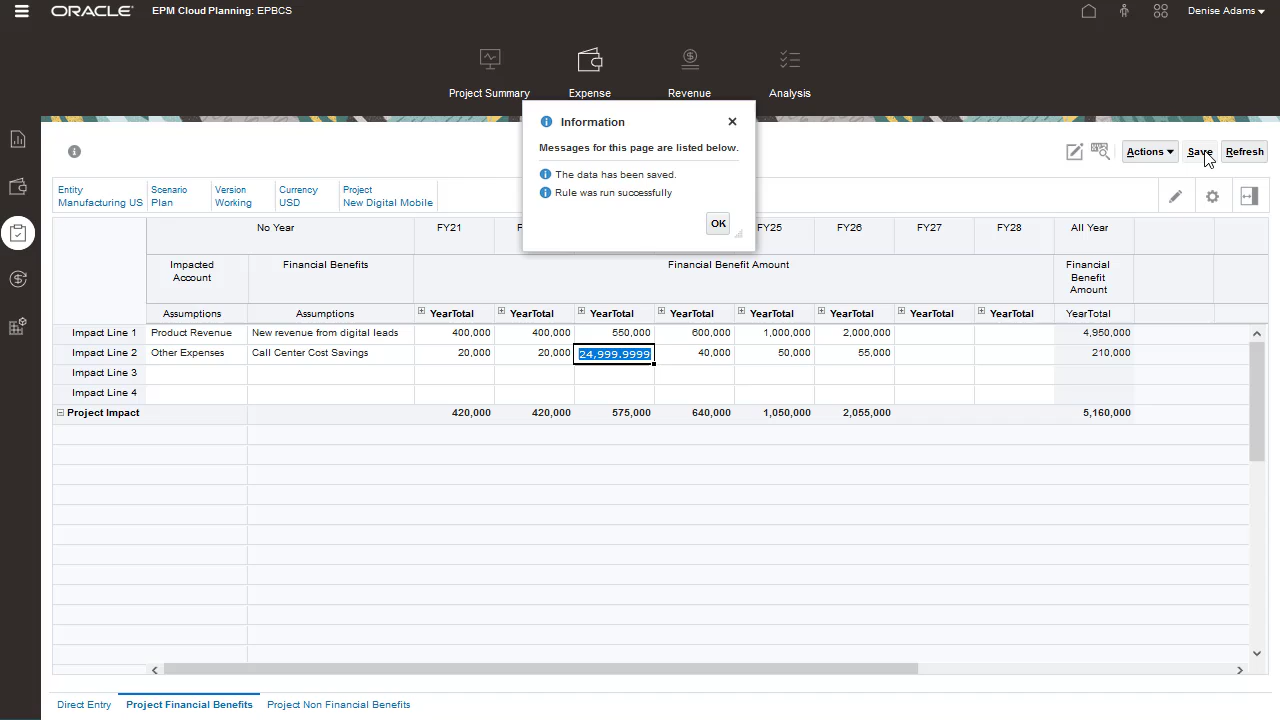 ORACLE EPM Cloud Planning: EPBCS Denise Adams
Project Summary Expense Revenue Analysis
Information
Messages for this page are listed below.
The data has been saved.
Rule was run successfully
OK
Actions Save Refresh
Entity Scenario Version Currency Project
Manufacturing US Plan Working USD New Digital Mobile
No Year FY21 F FY25 FY26 FY27 FY28 All Year
Impacted Account Financial Benefits Financial Benefit Amount Financial Benefit Amount
Assumptions Assumptions YearTotal YearTotal YearTotal YearTotal YearTotal YearTotal YearTotal YearTotal YearTotal
Impact Line 1 Product Revenue New revenue from digital leads 400,000 400,000 550,000 600,000 1,000,000 2,000,000 4,950,000
Impact Line 2 Other Expenses Call Center Cost Savings 20,000 20,000 24,999.9999 40,000 50,000 55,000 210,000
Impact Line 3
Impact Line 4
Project Impact 420,000 420,000 575,000 640,000 1,050,000 2,055,000 5,160,000
Direct Entry Project Financial Benefits Project Non Financial Benefits